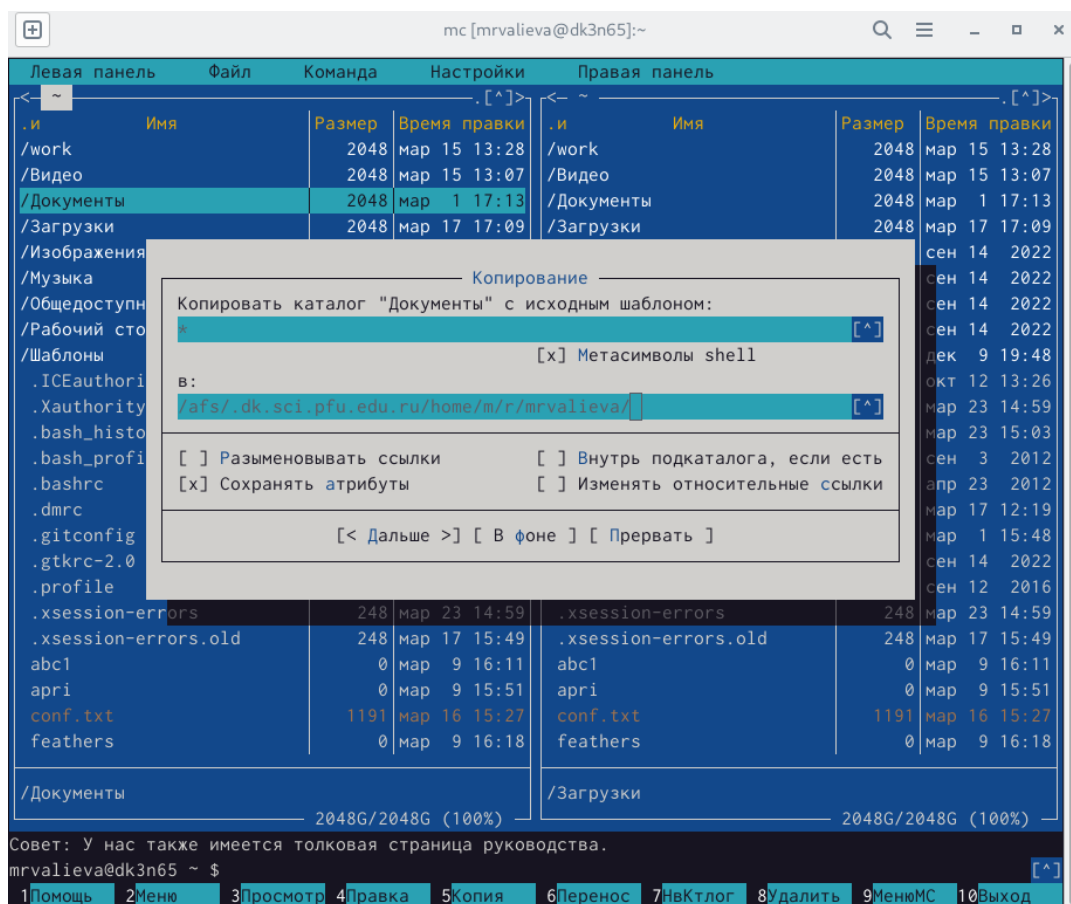 mc [mrvalieva@dk3n65]:~
Левая панель Файл Команда Настройки Правая панель
<— ~ .[^]> <— ~ .[^]>
.и Имя Размер Время правки .и Имя Размер Время правки
/work 2048 мар 15 13:28 /work 2048 мар 15 13:28
/Видео 2048 мар 15 13:07 /Видео 2048 мар 15 13:07
/Документы 2048 мар 1 17:13 /Документы 2048 мар 1 17:13
/Загрузки 2048 мар 17 17:09 /Загрузки 2048 мар 17 17:09
/Изображения сен 14 2022
/Музыка Копирование сен 14 2022
/Общедоступн Копировать каталог "Документы" с исходным шаблоном: сен 14 2022
/Рабочий сто * [^] сен 14 2022
/Шаблоны [x] Метасимволы shell дек 9 19:48
.ICEauthori в: окт 12 13:26
.Xauthority /afs/.dk.sci.pfu.edu.ru/home/m/r/mrvalieva/ [^] мар 23 14:59
.bash_histo мар 23 15:03
.bash_profi [ ] Разыменовывать ссылки [ ] Внутрь подкаталога, если есть сен 3 2012
.bashrc [x] Сохранять атрибуты [ ] Изменять относительные ссылки апр 23 2012
.dmrc мар 17 12:19
.gitconfig [< Дальше >] [ В фоне ] [ Прервать ] мар 1 15:48
.gtkrc-2.0 сен 14 2022
.profile сен 12 2016
.xsession-errors 248 мар 23 14:59 .xsession-errors 248 мар 23 14:59
.xsession-errors.old 248 мар 17 15:49 .xsession-errors.old 248 мар 17 15:49
abc1 0 мар 9 16:11 abc1 0 мар 9 16:11
apri 0 мар 9 15:51 apri 0 мар 9 15:51
conf.txt 1191 мар 16 15:27 conf.txt 1191 мар 16 15:27
feathers 0 мар 9 16:18 feathers 0 мар 9 16:18
/Документы /Загрузки
2048G/2048G (100%) 2048G/2048G (100%)
Совет: У нас также имеется толковая страница руководства.
mrvalieva@dk3n65 ~ $ [^]
1Помощь 2Меню 3Просмотр 4Правка 5Копия 6Перенос 7НвКтлог 8Удалить 9МенюМС 10Выход